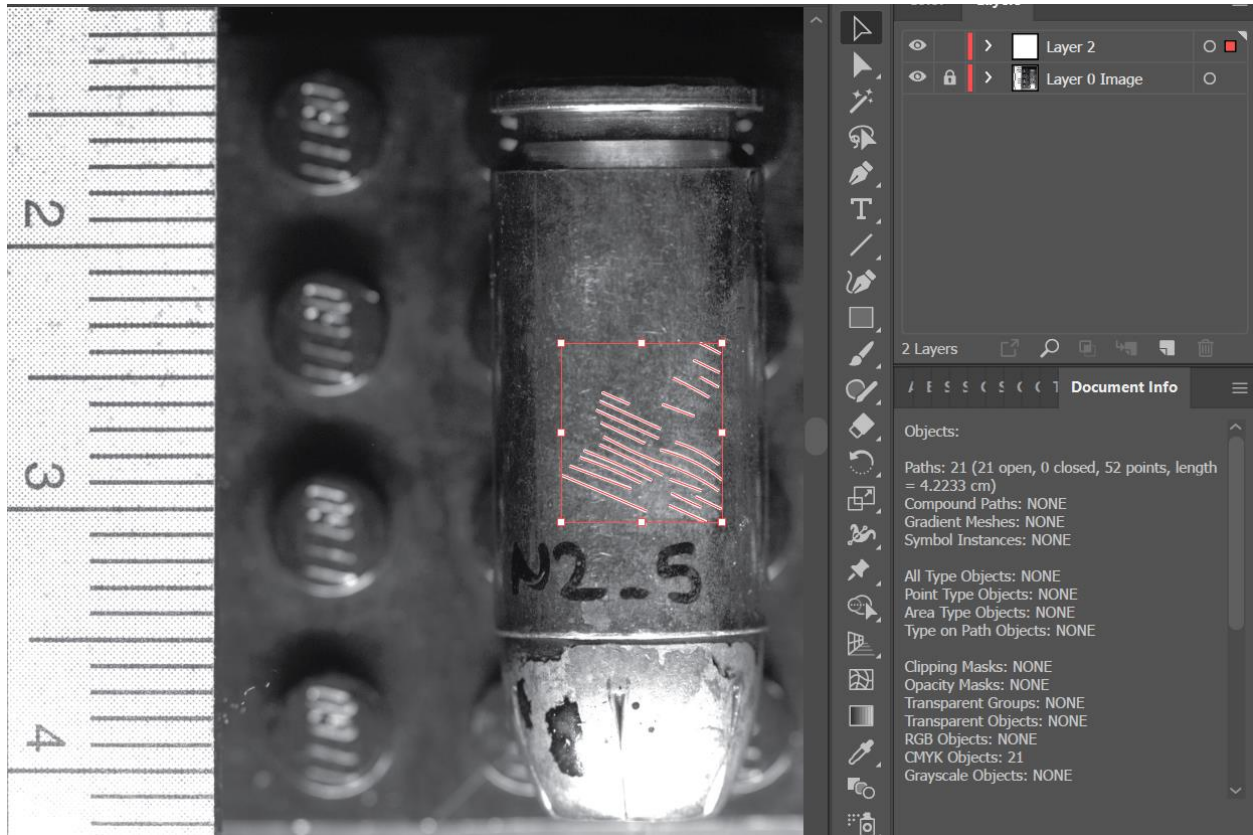 Layers
Layer 2
Layer 0 Image
2 Layers
Document Info
Objects:
Paths: 21 (21 open, 0 closed, 52 points, length
= 4.2233 cm)
Compound Paths: NONE
Gradient Meshes: NONE
Symbol Instances: NONE
All Type Objects: NONE
Point Type Objects: NONE
Area Type Objects: NONE
Type on Path Objects: NONE
Clipping Masks: NONE
Opacity Masks: NONE
Transparent Groups: NONE
Transparent Objects: NONE
RGB Objects: NONE
CMYK Objects: 21
Grayscale Objects: NONE
2
3
4
N2_5